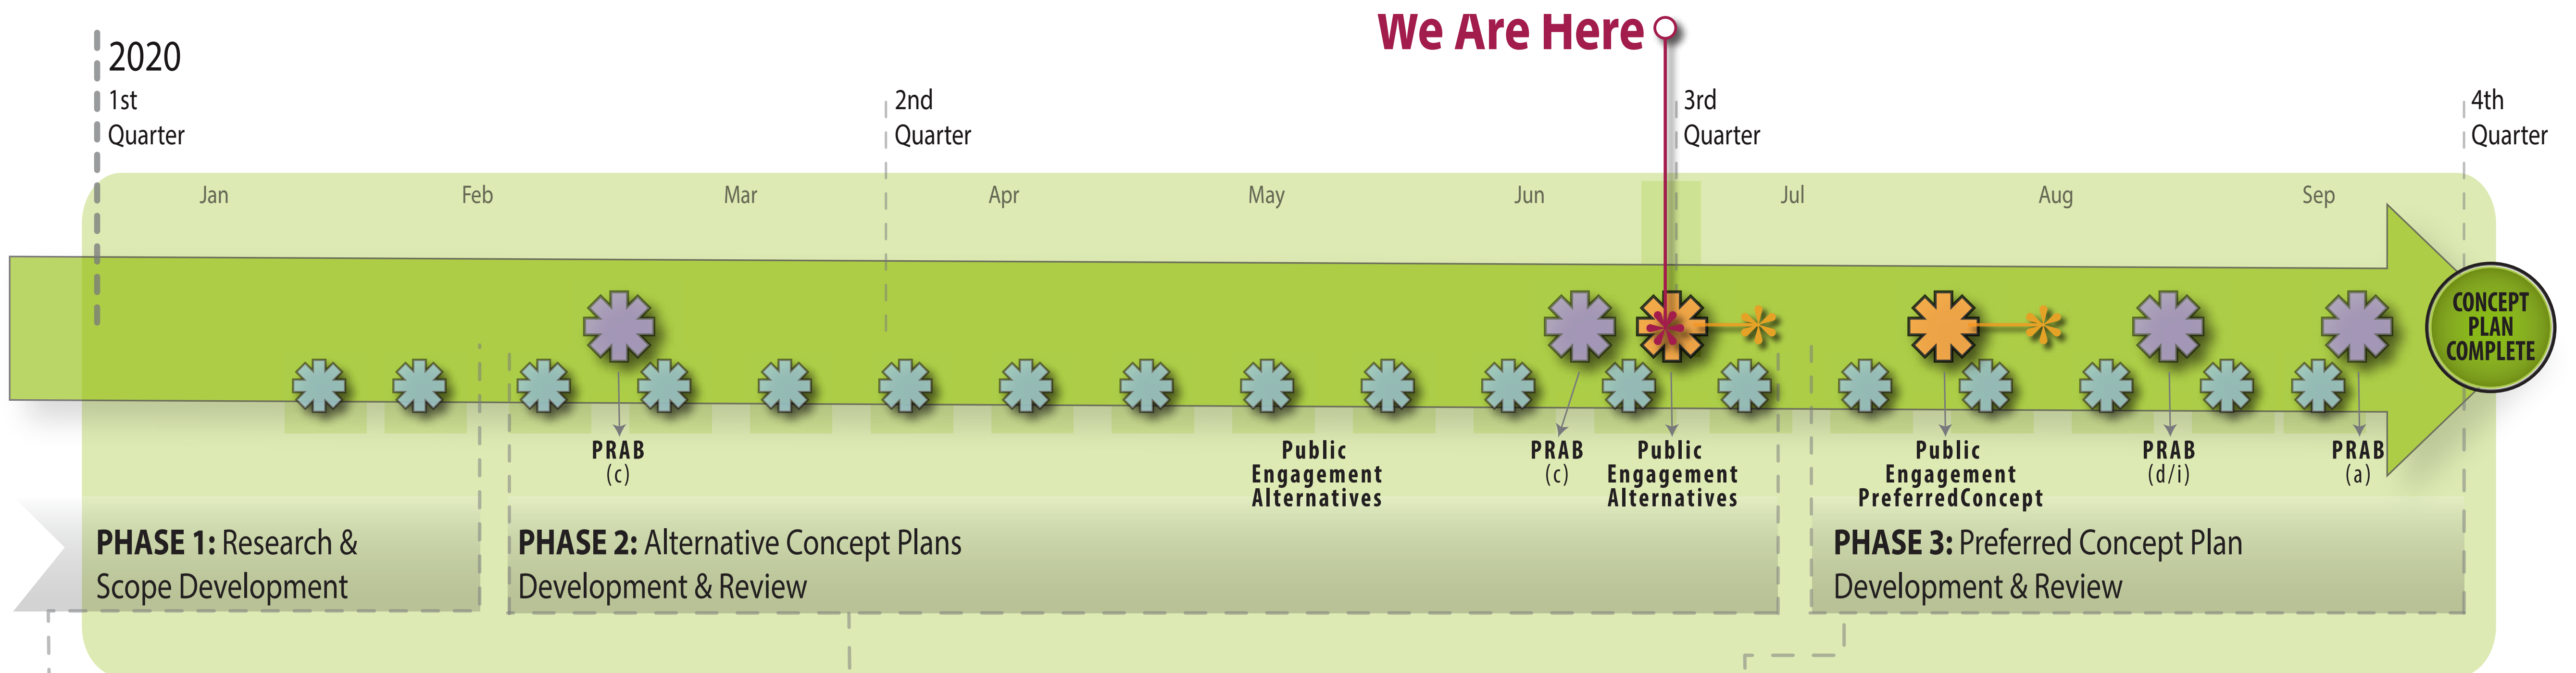 We Are Here
2020
1st
Quarter
2nd
Quarter
3rd
Quarter
4th
Quarter
Jan
Feb
Mar
Apr
May
Jun
Jul
Aug
Sep
CONCEPT
PLAN
COMPLETE
PRAB
(c)
Public
Engagement
Alternatives
PRAB
(c)
Public
Engagement
Alternatives
Public
Engagement
PreferredConcept
PRAB
(d/i)
PRAB
(a)
PHASE 1: Research &
Scope Development
PHASE 2: Alternative Concept Plans
Development & Review
PHASE 3: Preferred Concept Plan
Development & Review